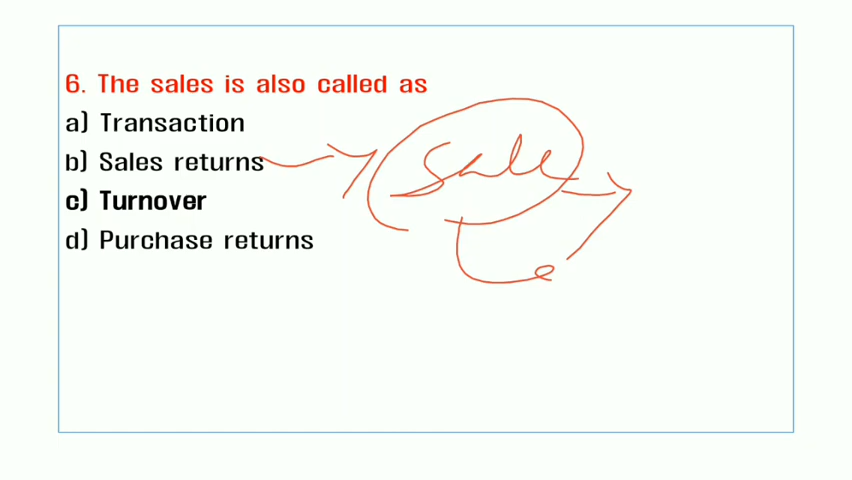 6. The sales is also called as
a) Transaction
b) Sales returns
c) Turnover
d) Purchase returns
Sale